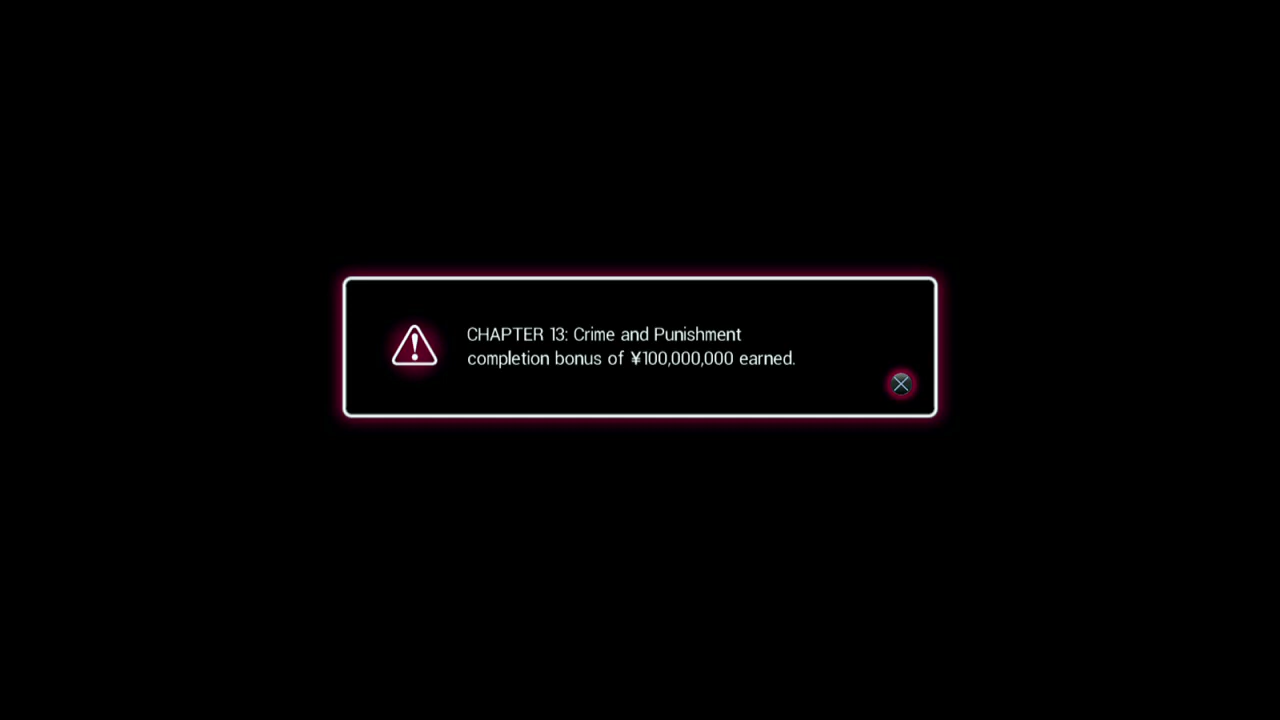 CHAPTER 13: Crime and Punishment
completion bonus of ¥100,000,000 earned.